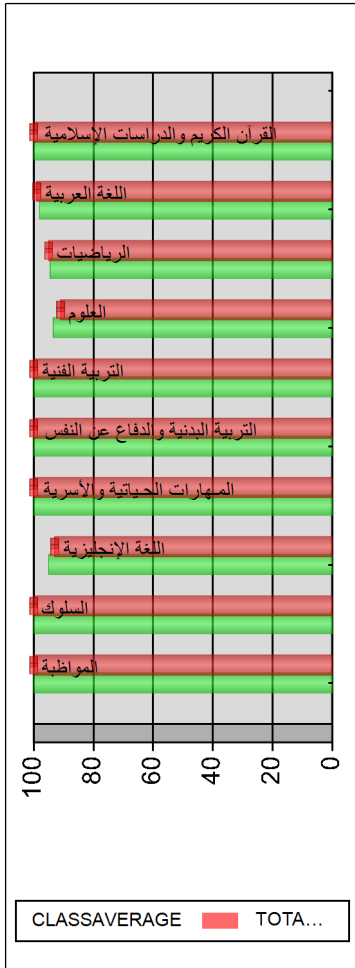 القرآن الكريم والدراسات الإسلامية
اللغة العربية
الرياضيات
العلوم
التربية الفنية
التربية البدنية والدفاع عن النفس
المهارات الحياتية والأسرية
اللغة الإنجليزية
السلوك
المواظبة
100 80 60 40 20 0
CLASSAVERAGE TOTA...